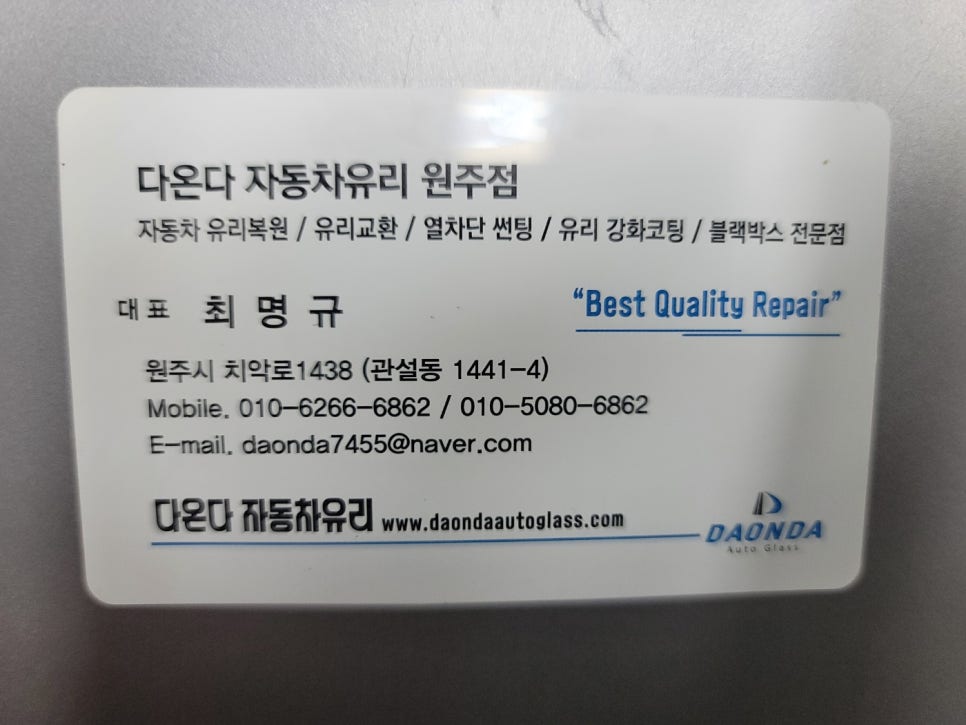 다온다 자동차유리 원주점
자동차 유리복원 / 유리교환 / 열차단 썬팅 / 유리 강화코팅 / 블랙박스 전문점
대표 최명규
“Best Quality Repair”
원주시 치악로1438 (관설동 1441-4)
Mobile. 010-6266-6862 / 010-5080-6862
E-mail. daonda7455@naver.com
다온다 자동차유리 www.daondaautoglass.com
DAONDA
Auto Glass